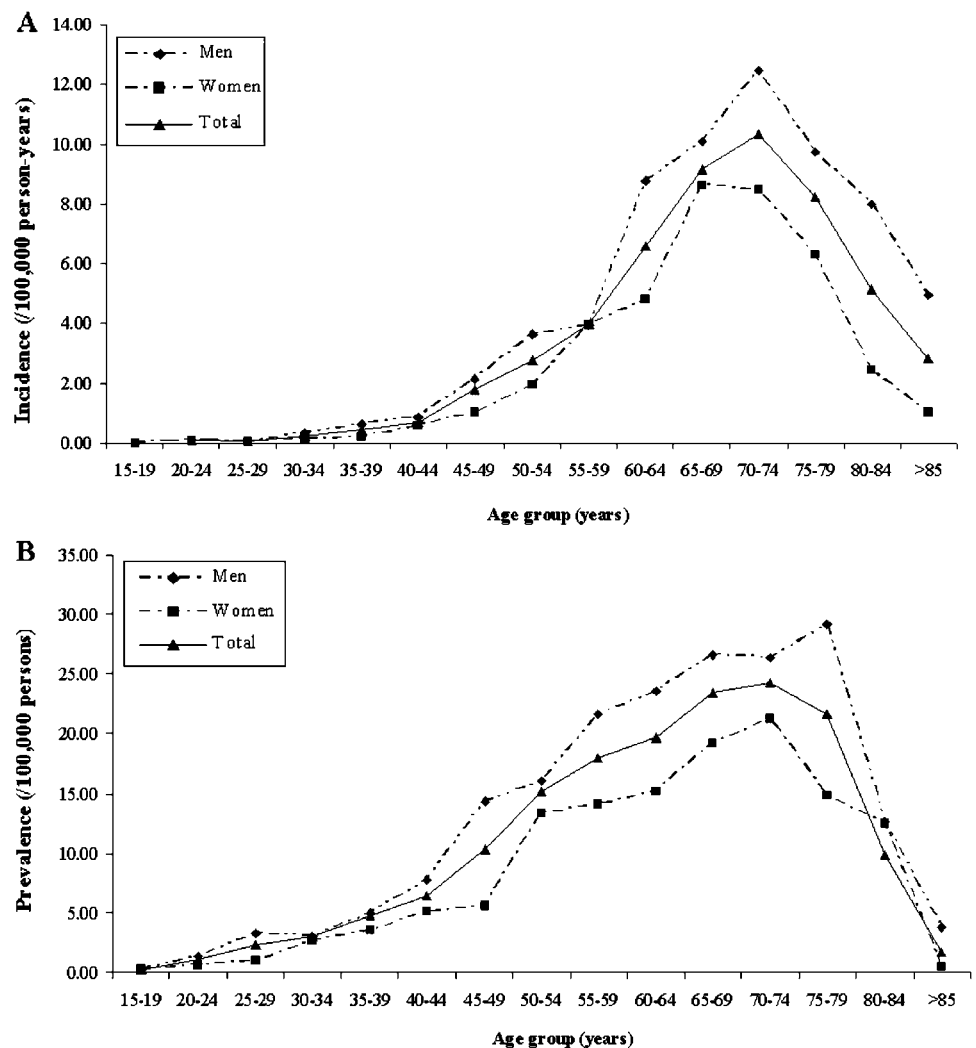 A
14.00
12.00
10.00
8.00
6.00
4.00
2.00
0.00
Incidence (/100,000 person-years)
Men
Women
Total
15-19 20-24 25-29 30-34 35-39 40-44 45-49 50-54 55-59 60-64 65-69 70-74 75-79 80-84 >85
Age group (years)
B
35.00
30.00
25.00
20.00
15.00
10.00
5.00
0.00
Prevalence (/100,000 persons)
Men
Women
Total
15-19 20-24 25-29 30-34 35-39 40-44 45-49 50-54 55-59 60-64 65-69 70-74 75-79 80-84 >85
Age group (years)